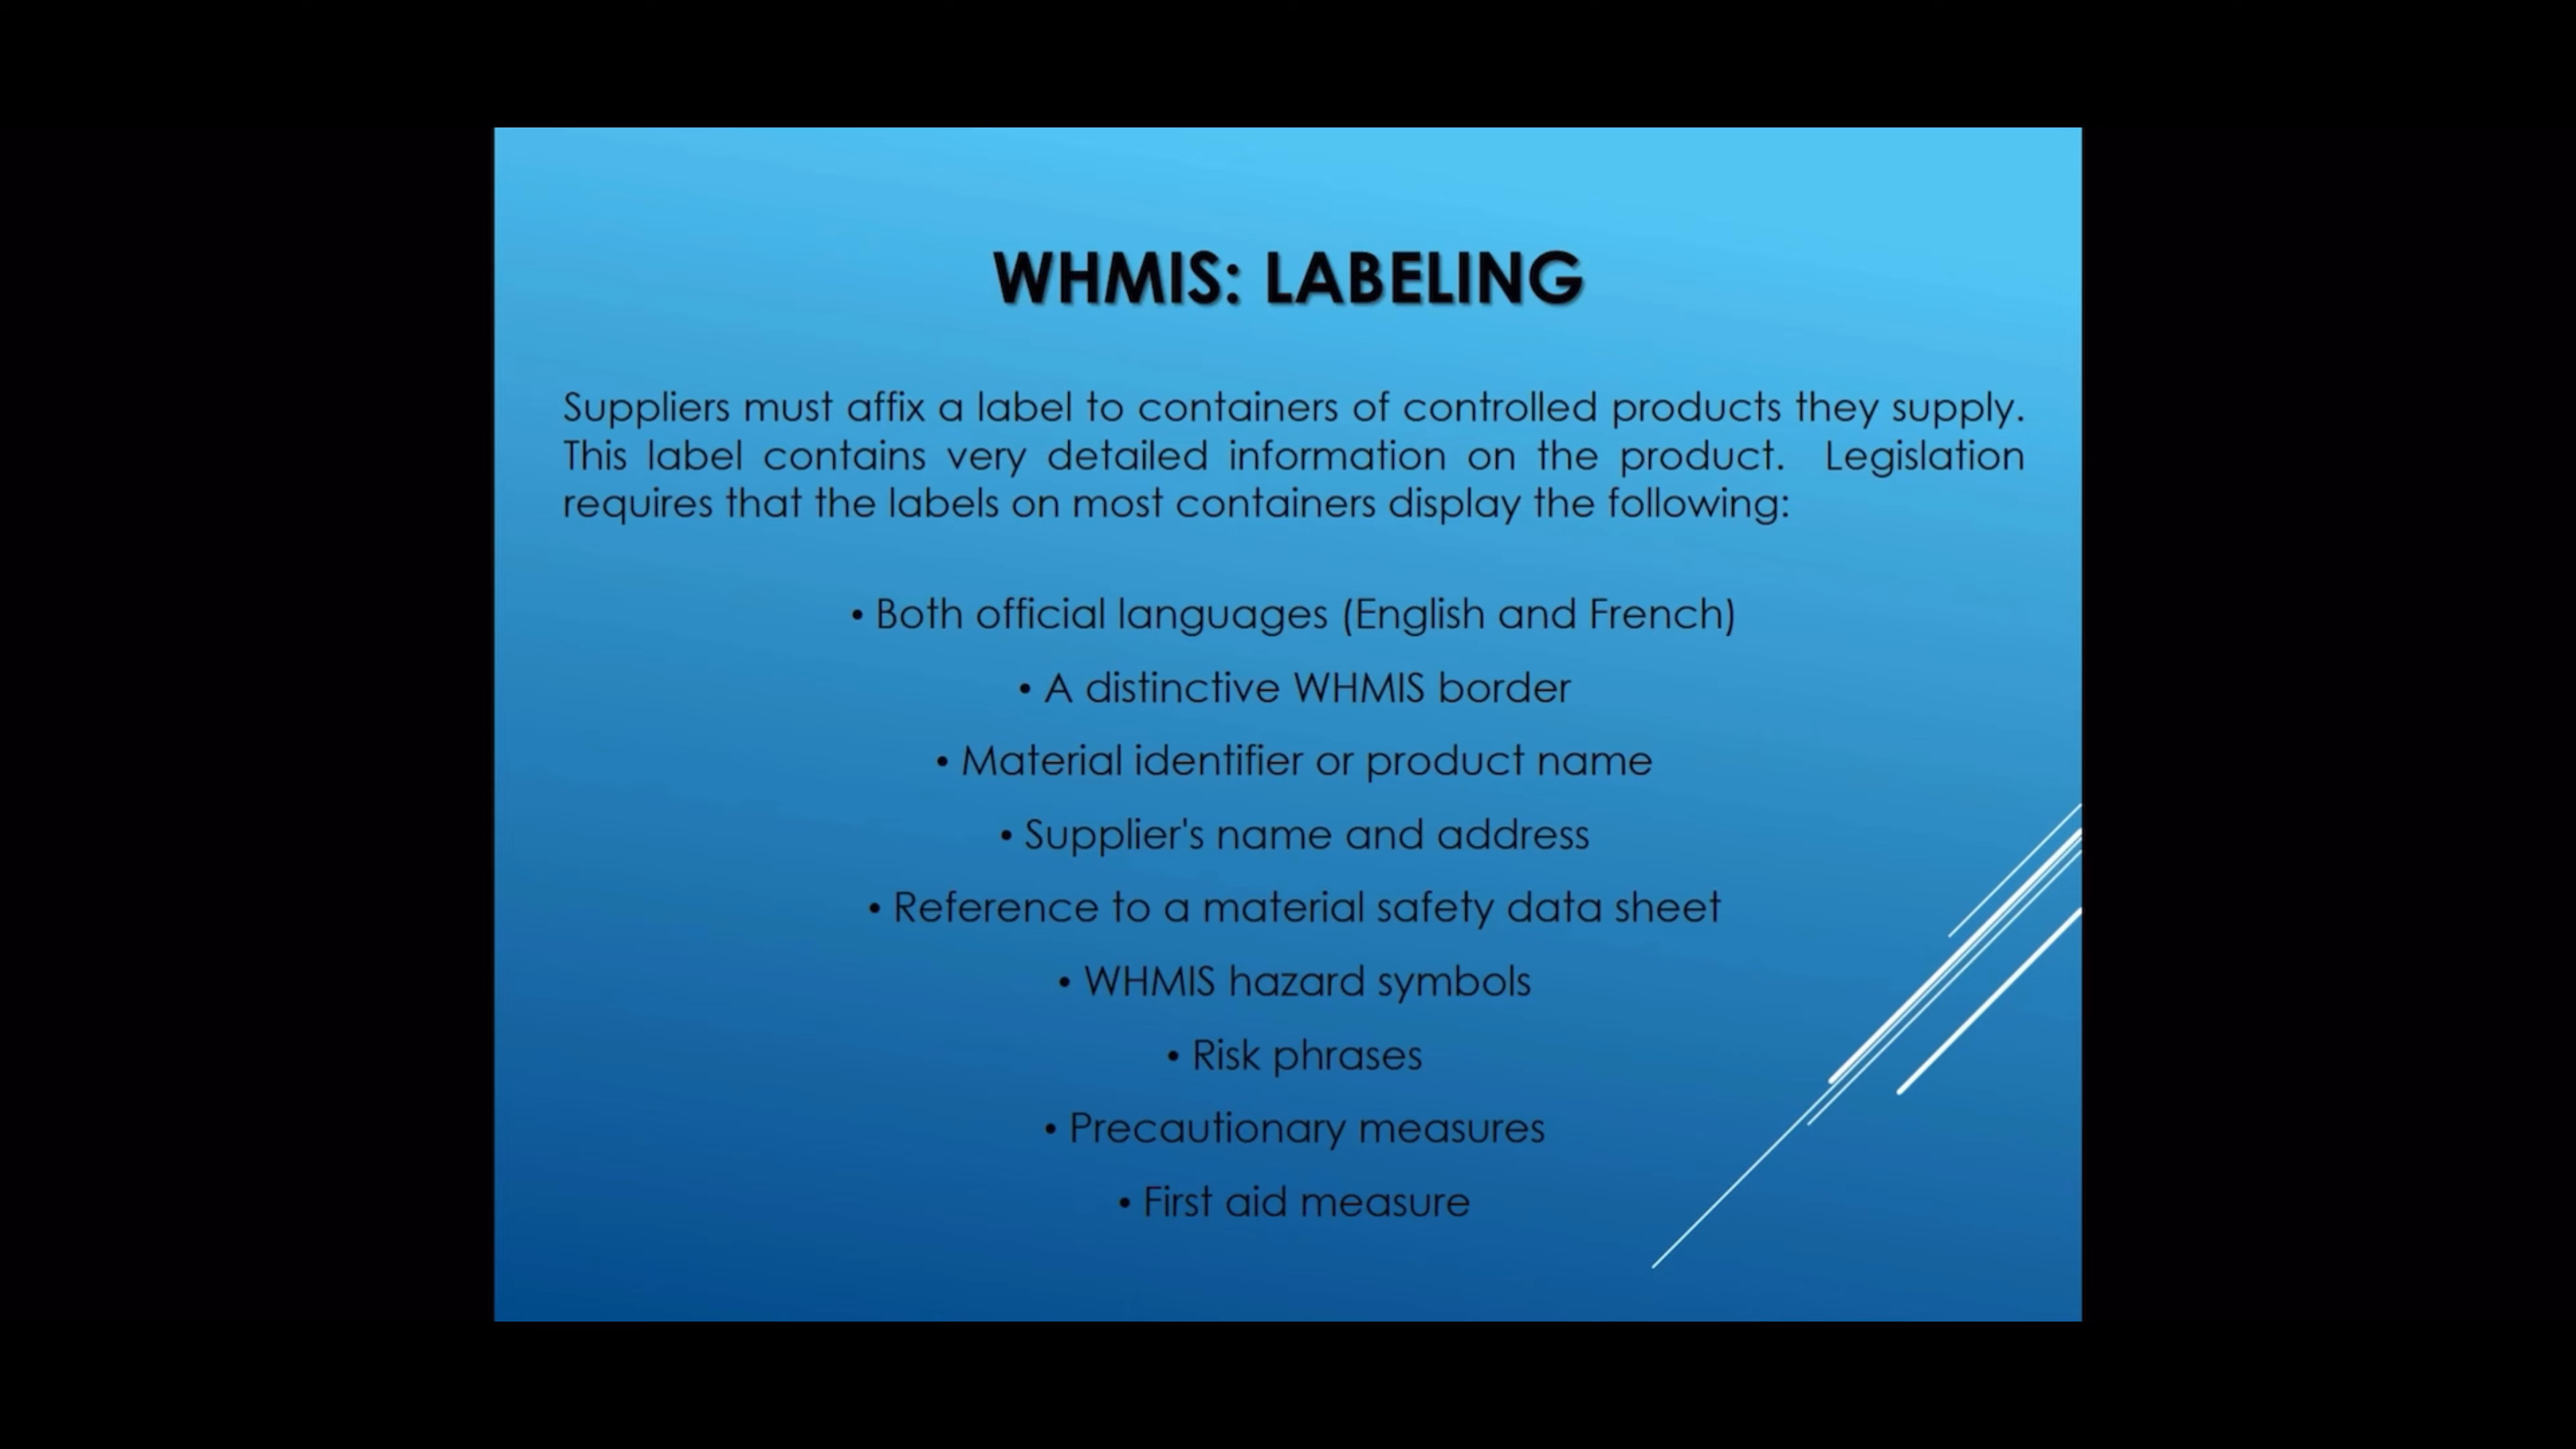 WHMIS: LABELING
Suppliers must affix a label to containers of controlled products they supply.
This label contains very detailed information on the product. Legislation
requires that the labels on most containers display the following:
• Both official languages (English and French)
• A distinctive WHMIS border
• Material identifier or product name
• Supplier's name and address
• Reference to a material safety data sheet
• WHMIS hazard symbols
• Risk phrases
• Precautionary measures
• First aid measure